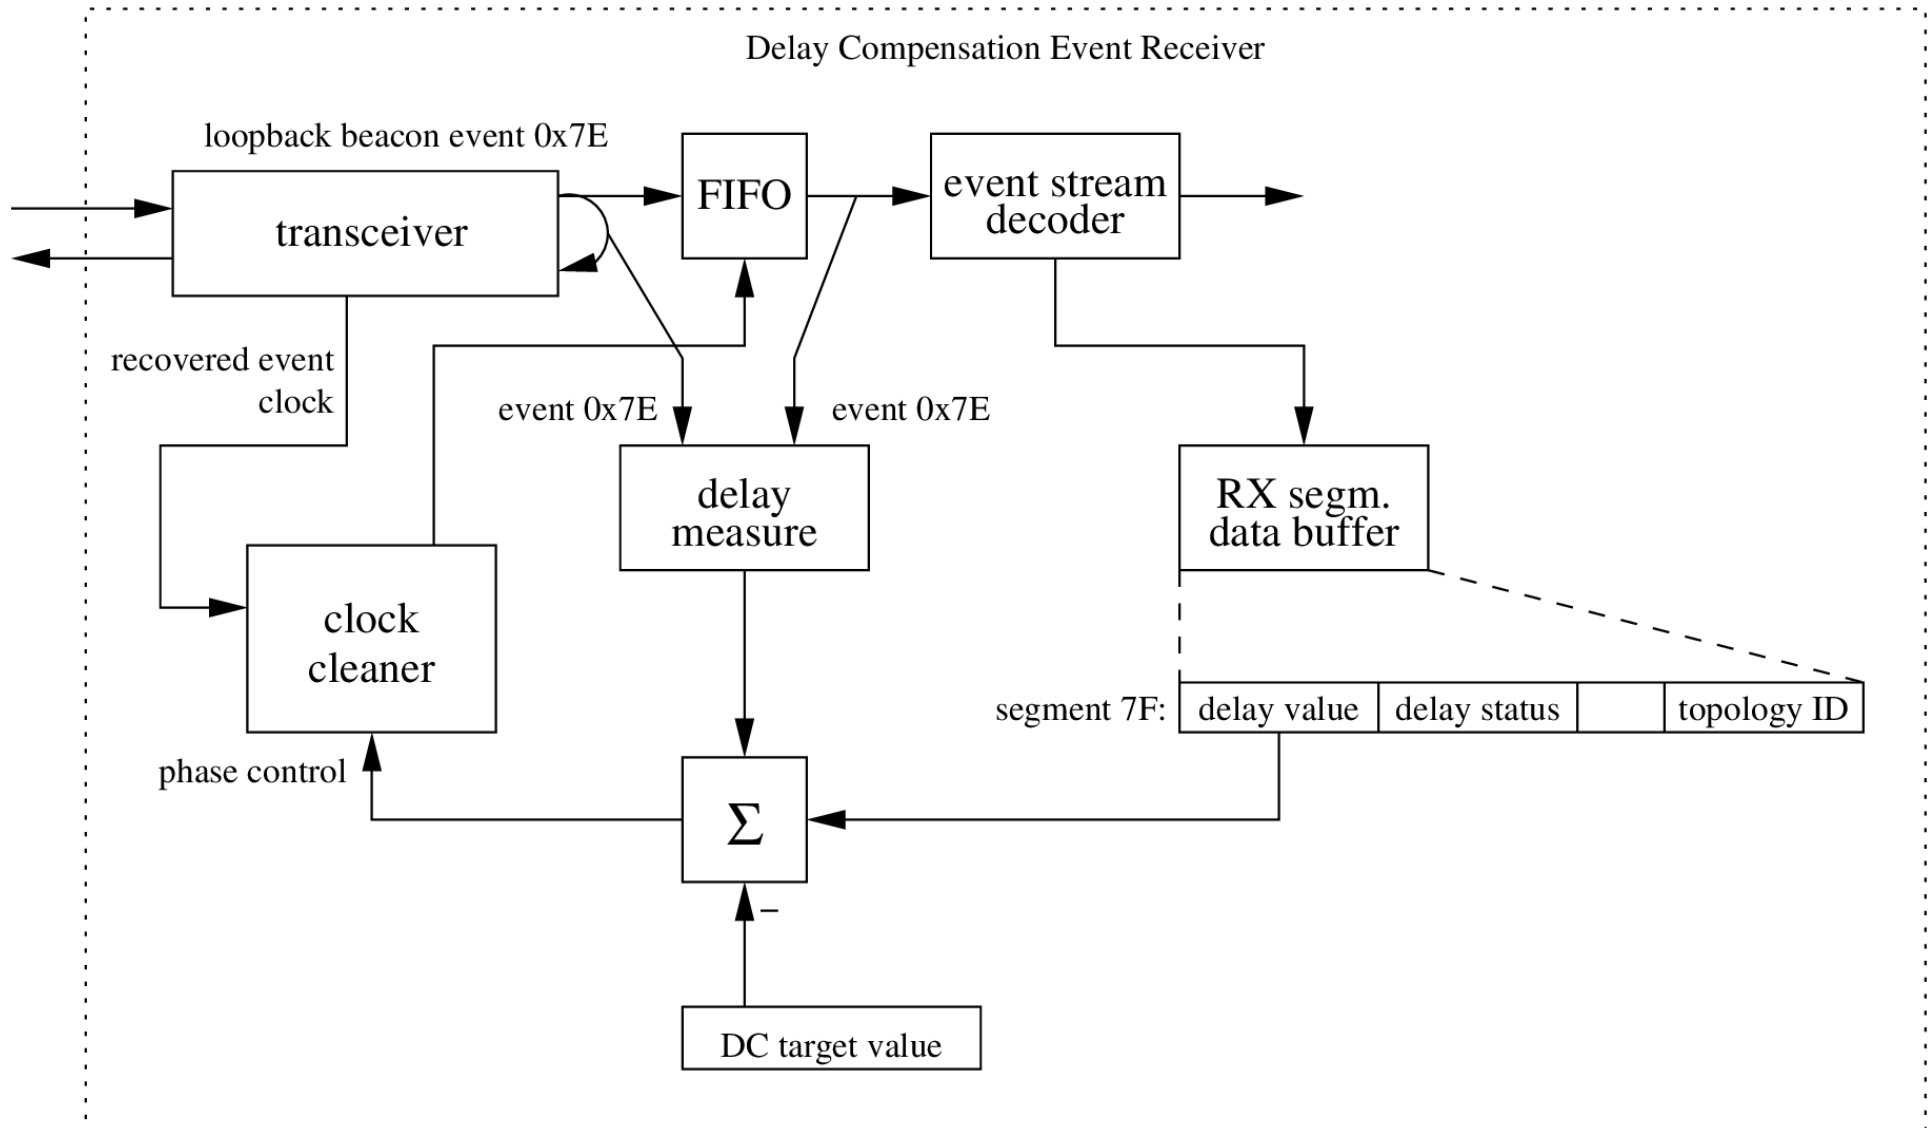 Delay Compensation Event Receiver
loopback beacon event 0x7E
transceiver
FIFO
event stream
decoder
recovered event
clock
event 0x7E
event 0x7E
delay
measure
RX segm.
data buffer
clock
cleaner
segment 7F:
delay value
delay status
topology ID
phase control
Σ
–
DC target value